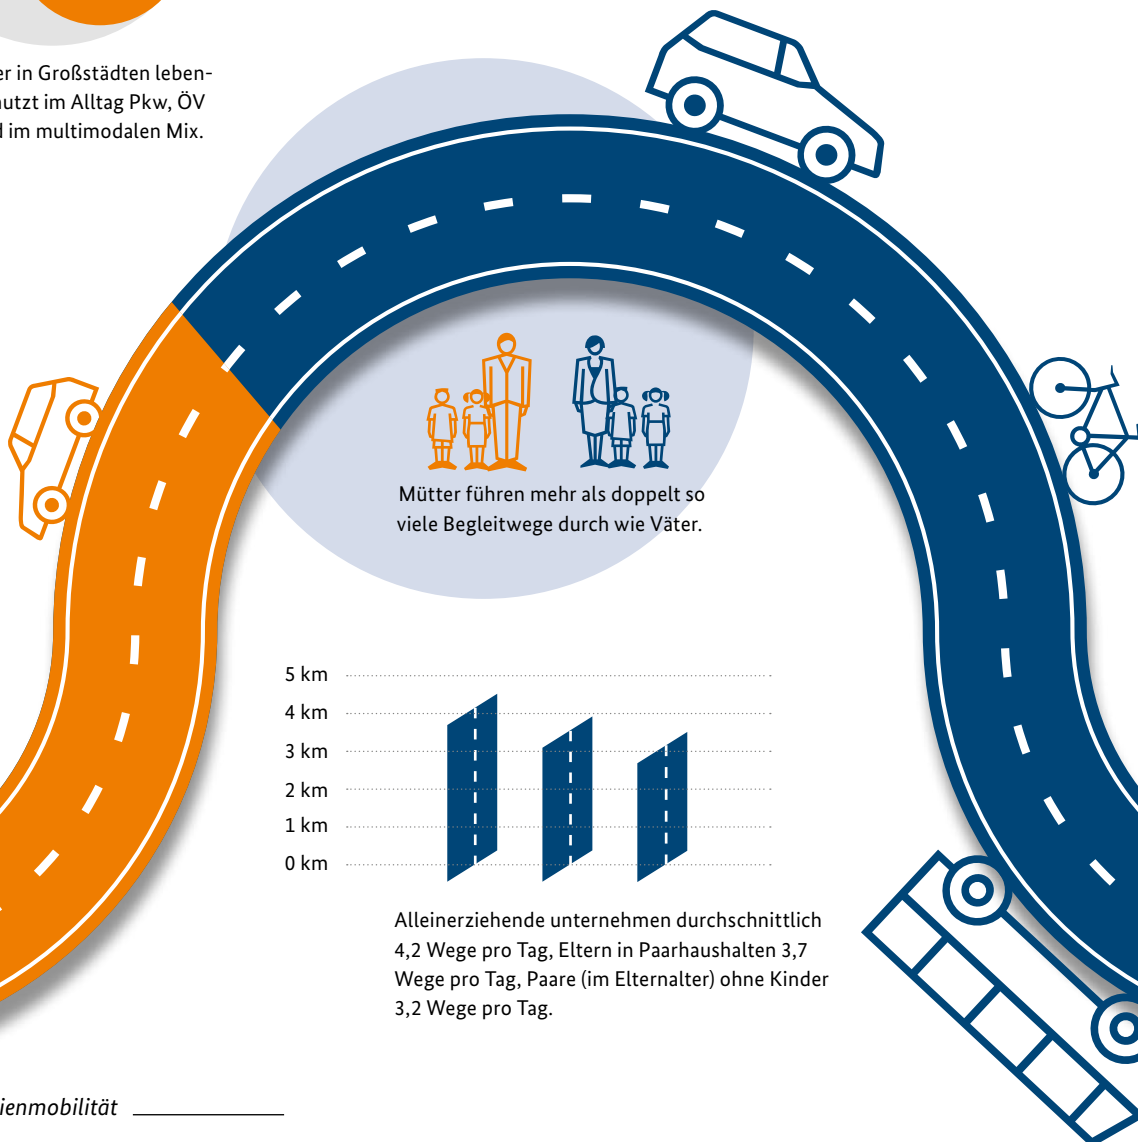 er in Großstädten leben-
utzt im Alltag Pkw, ÖV
im multimodalen Mix.
Mütter führen mehr als doppelt so
viele Begleitwege durch wie Väter.
5 km
4 km
3 km
2 km
1 km
0 km
Alleinerziehende unternehmen durchschnittlich
4,2 Wege pro Tag, Eltern in Paarhaushalten 3,7
Wege pro Tag, Paare (im Elternalter) ohne Kinder
3,2 Wege pro Tag.
ienmobilität